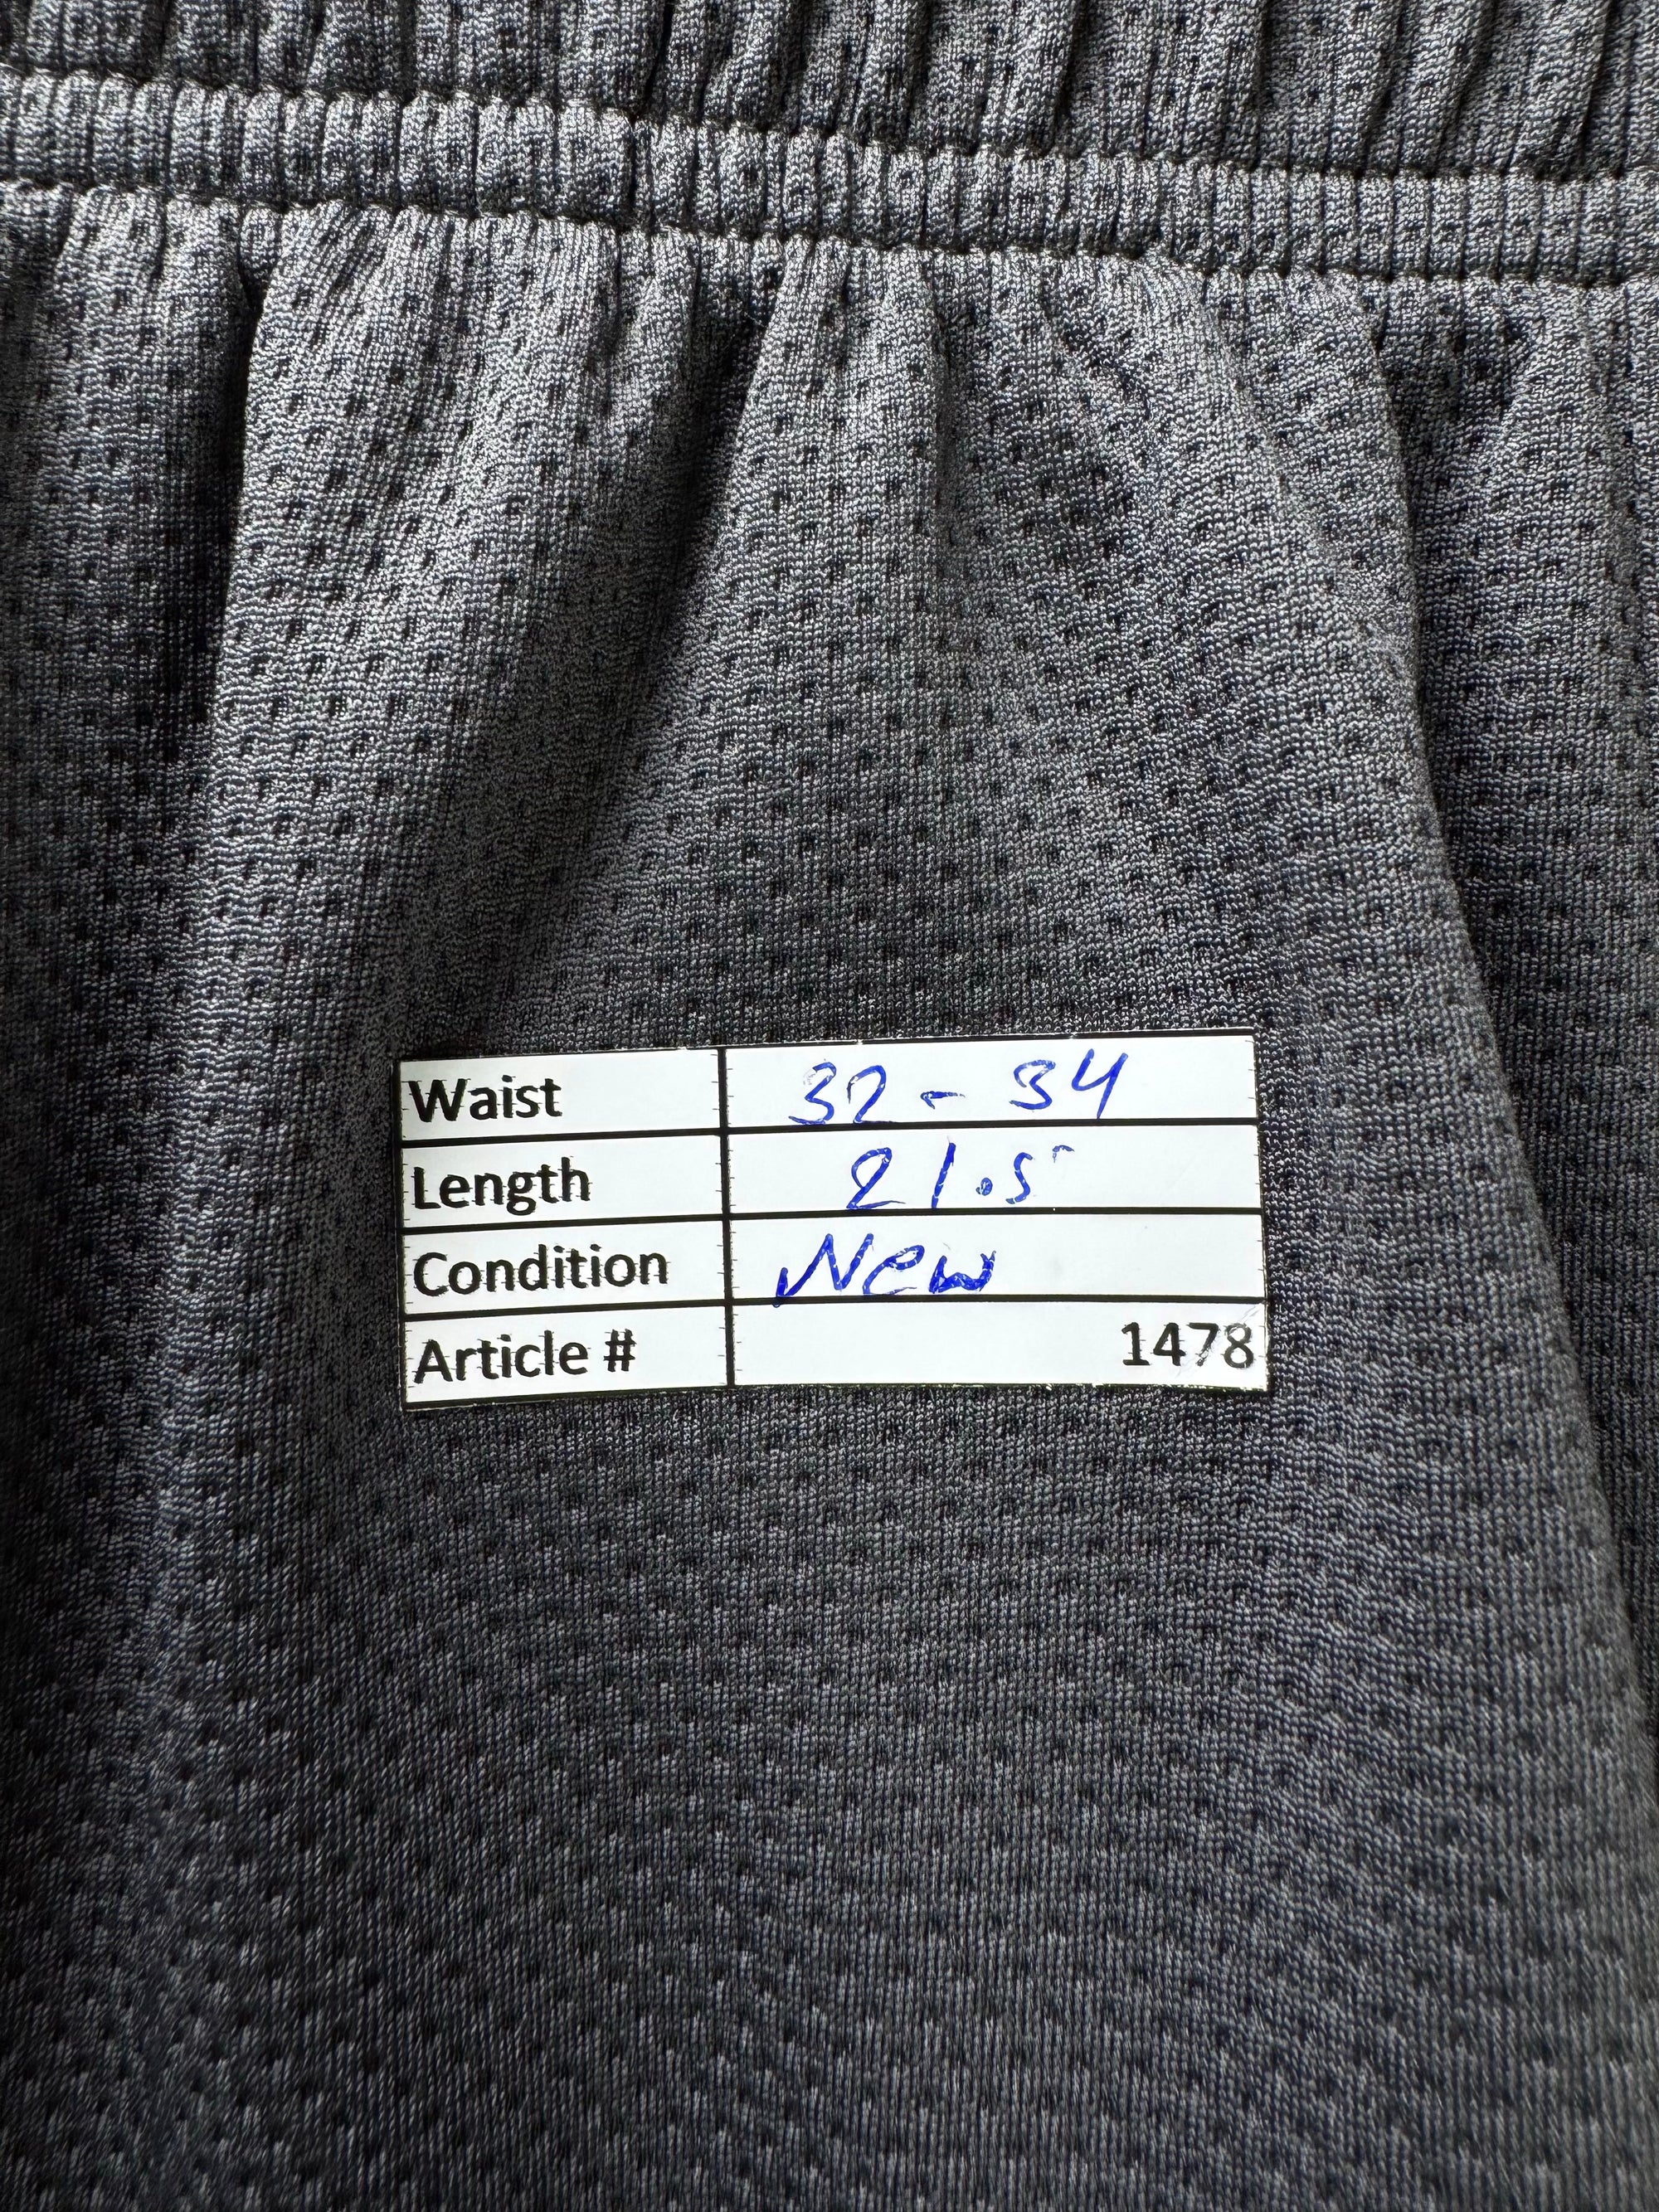 Waist 32 - 34
Length 21.5
Condition New
Article # 1478